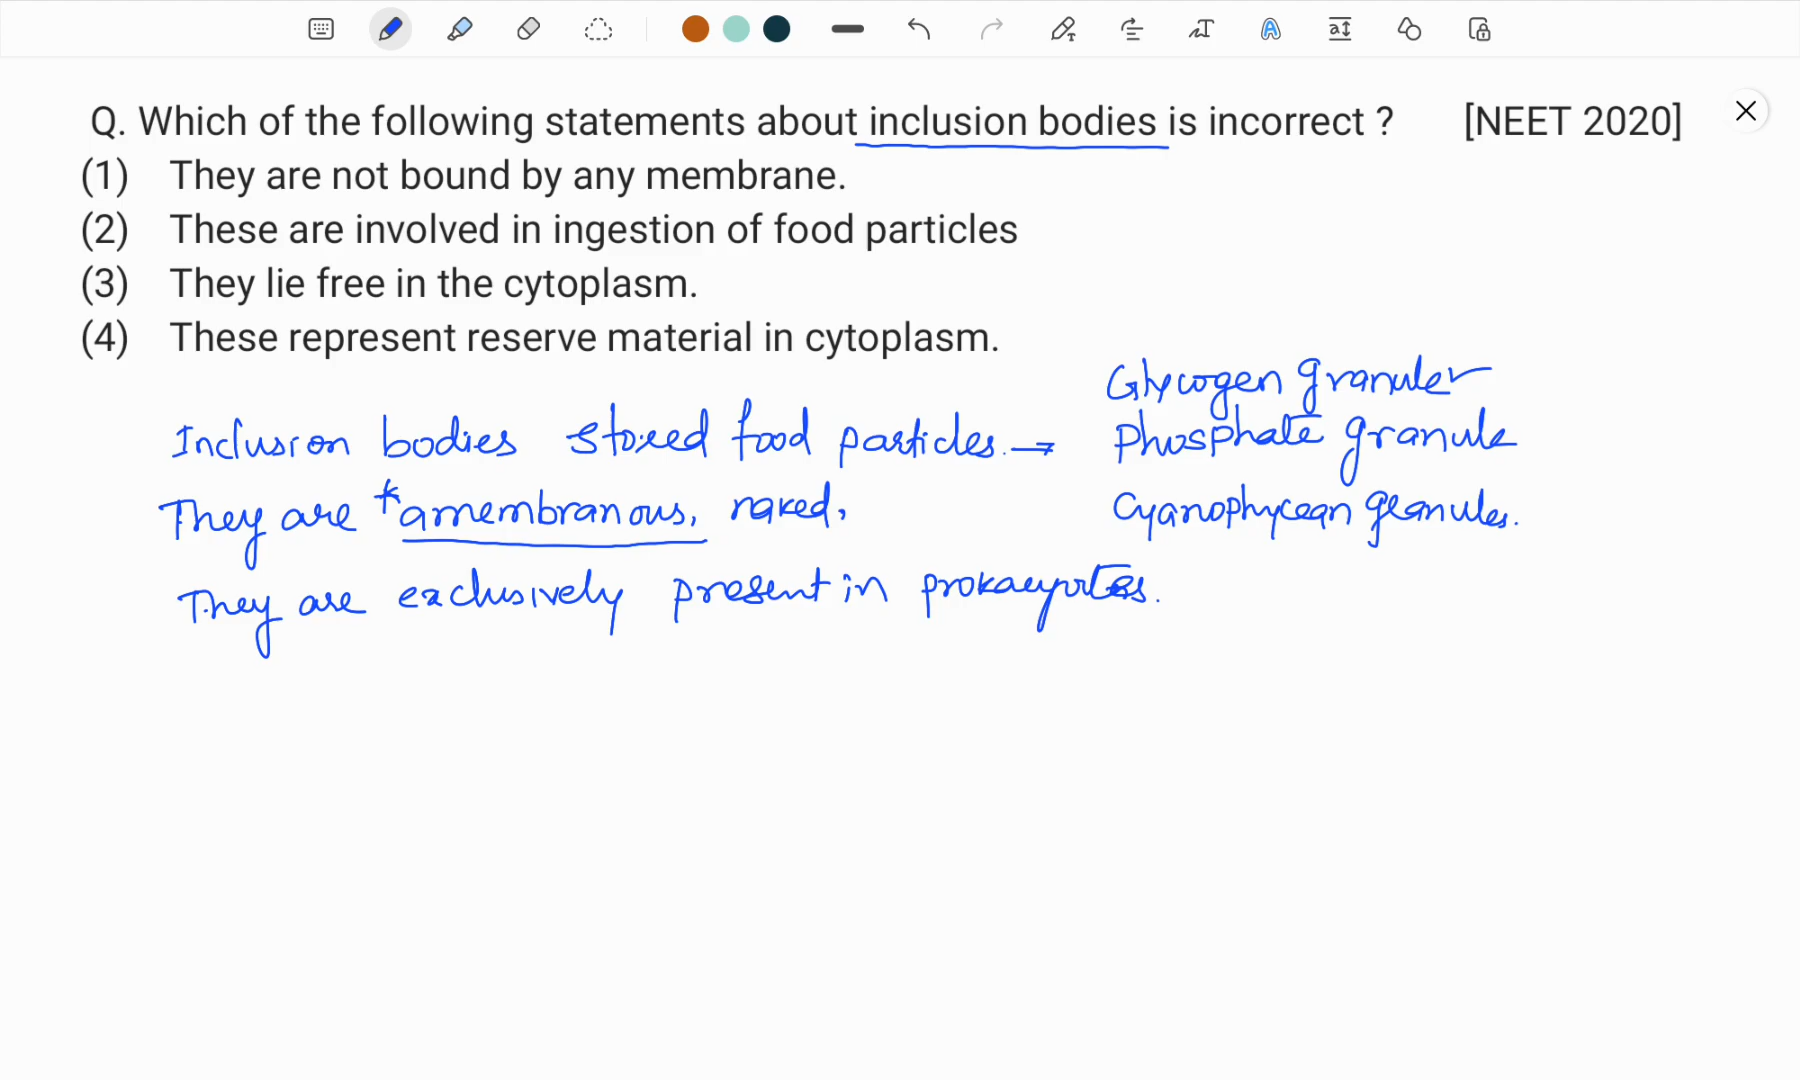 Q. Which of the following statements about inclusion bodies is incorrect ? [NEET 2020]
(1) They are not bound by any membrane.
(2) These are involved in ingestion of food particles
(3) They lie free in the cytoplasm.
(4) These represent reserve material in cytoplasm.
Glycogen granules
Inclusion bodies stored food particles. → Phosphate granule
They are *amembranous, naked, Cyanophycean granules.
They are exclusively present in prokaryotes.